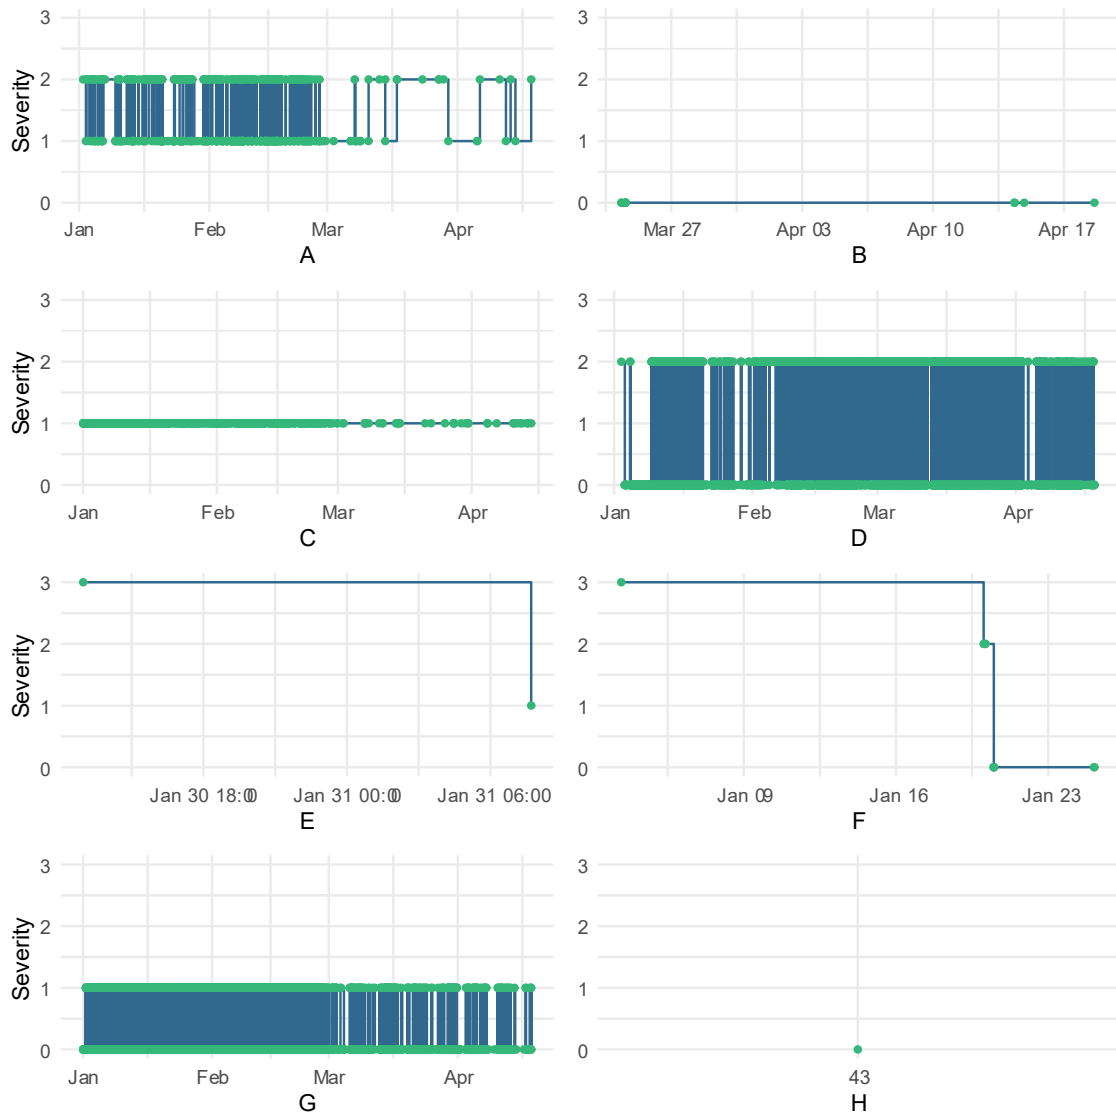 3
2
1
0
Severity
Jan Feb Mar Apr
A
3
2
1
0
Mar 27 Apr 03 Apr 10 Apr 17
B
3
2
1
0
Severity
Jan Feb Mar Apr
C
3
2
1
0
Jan Feb Mar Apr
D
3
2
1
0
Severity
Jan 30 18:00 Jan 31 00:00 Jan 31 06:00
E
3
2
1
0
Jan 09 Jan 16 Jan 23
F
3
2
1
0
Severity
Jan Feb Mar Apr
G
3
2
1
0
43
H